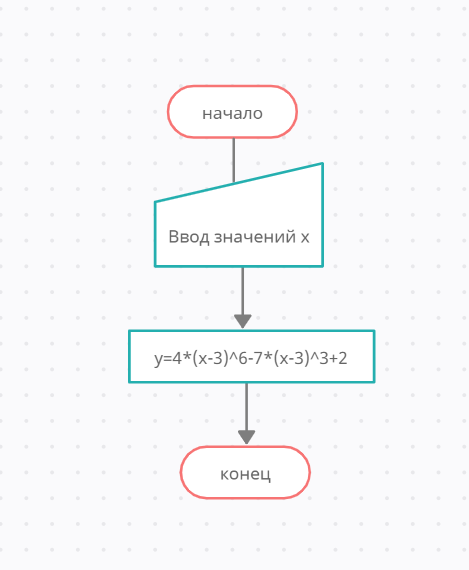 начало
Ввод значений x
y=4*(x-3)^6-7*(x-3)^3+2
конец